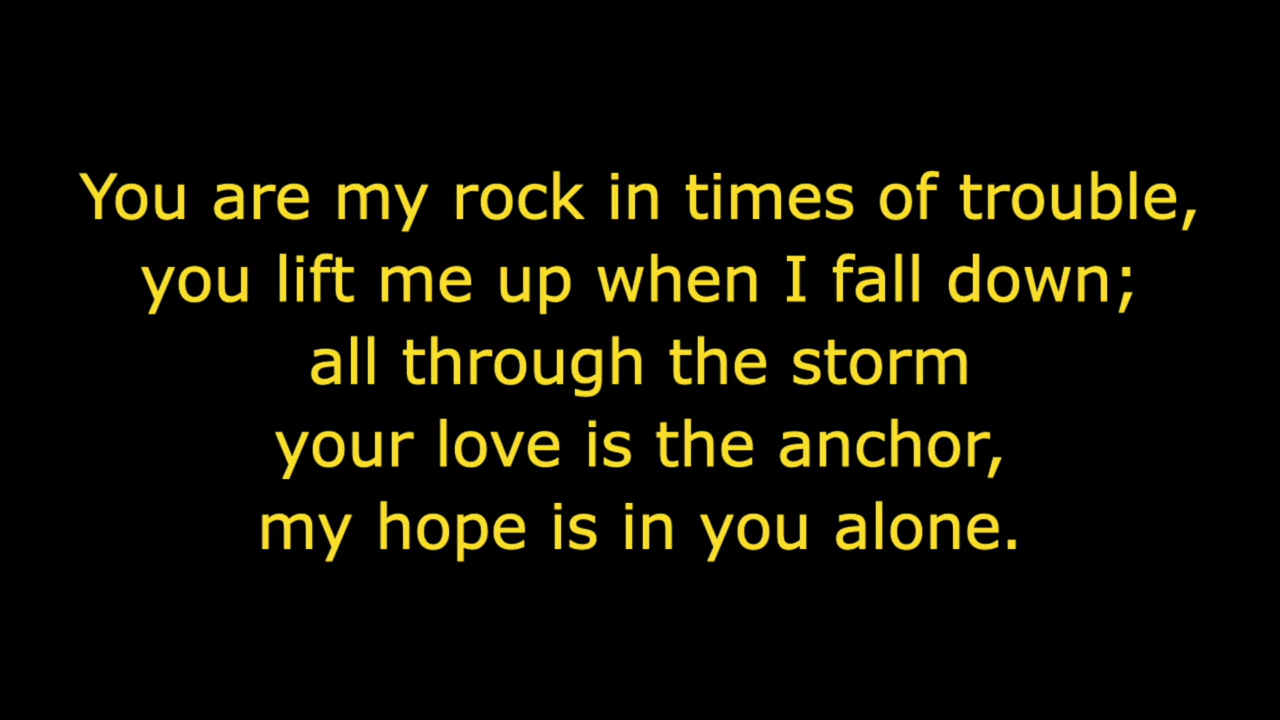 You are my rock in times of trouble,
you lift me up when I fall down;
all through the storm
your love is the anchor,
my hope is in you alone.